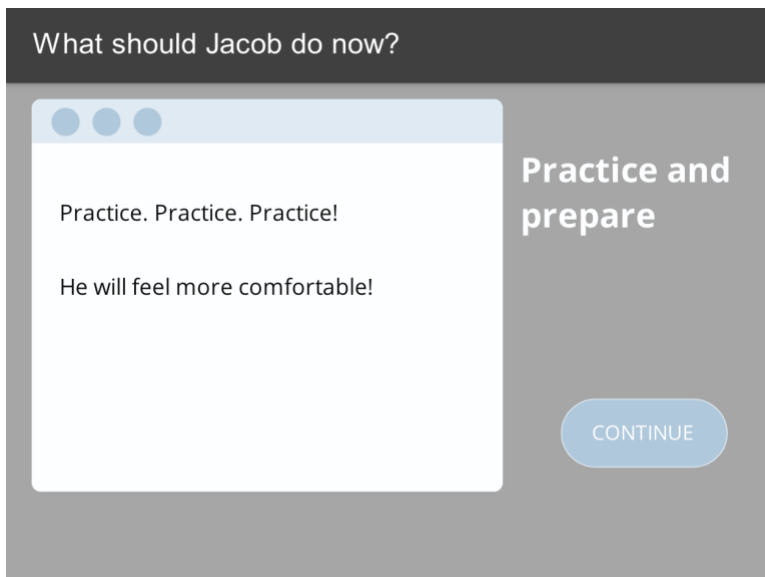 What should Jacob do now?
Practice. Practice. Practice!
He will feel more comfortable!
Practice and
prepare
CONTINUE